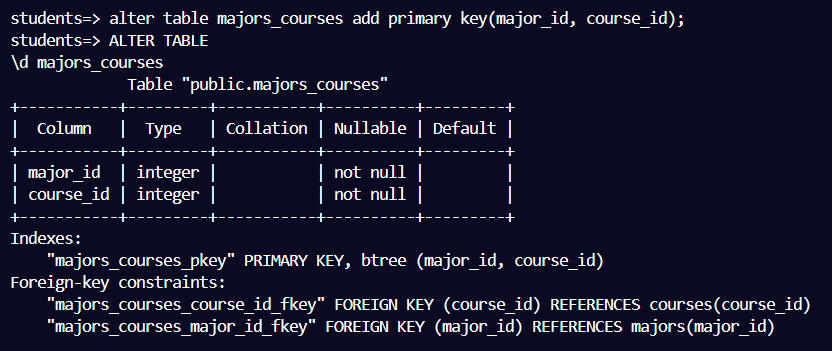 students=> alter table majors_courses add primary key(major_id, course_id);
students=> ALTER TABLE
\d majors_courses
            Table "public.majors_courses"
+-----------+---------+-----------+----------+---------+
|  Column   |  Type   | Collation | Nullable | Default |
+-----------+---------+-----------+----------+---------+
| major_id  | integer |           | not null |         |
| course_id | integer |           | not null |         |
+-----------+---------+-----------+----------+---------+
Indexes:
    "majors_courses_pkey" PRIMARY KEY, btree (major_id, course_id)
Foreign-key constraints:
    "majors_courses_course_id_fkey" FOREIGN KEY (course_id) REFERENCES courses(course_id)
    "majors_courses_major_id_fkey" FOREIGN KEY (major_id) REFERENCES majors(major_id)